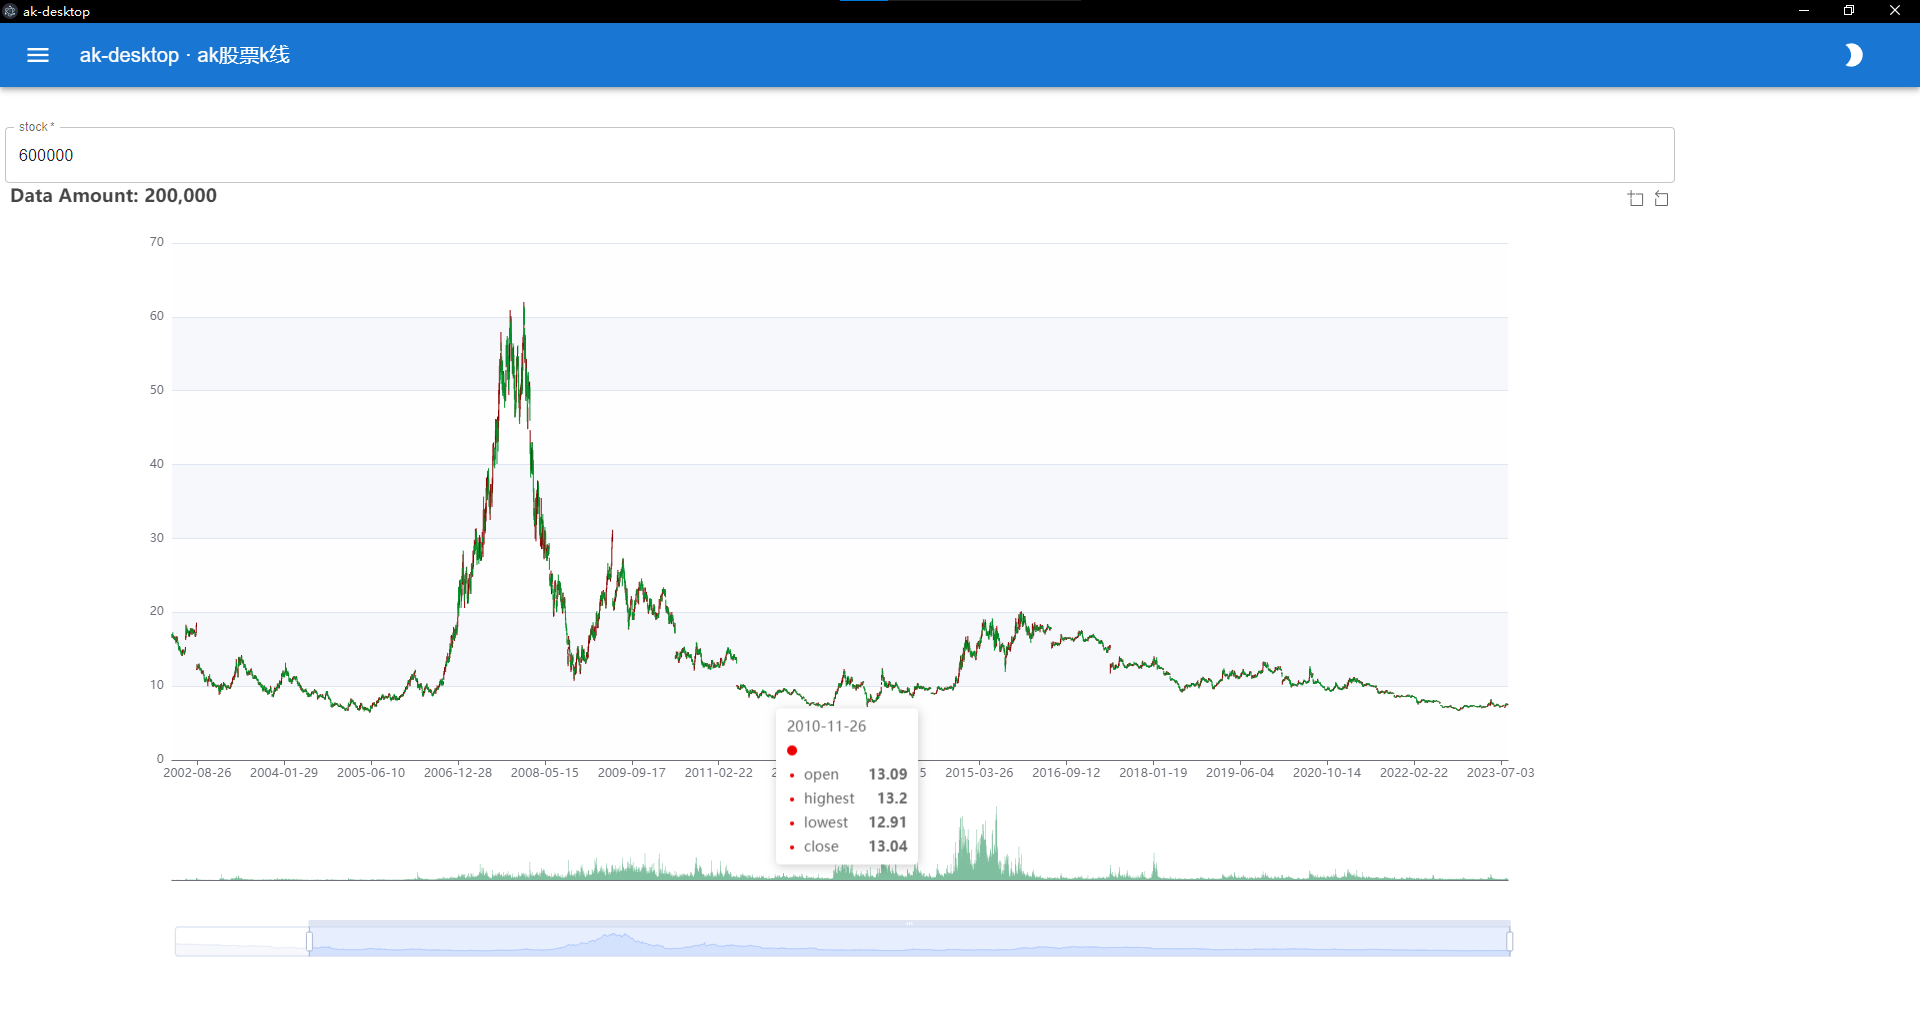 ak-desktop
ak-desktop · ak股票k线
stock *
600000
Data Amount: 200,000
70
60
50
40
30
20
10
0
2002-08-26 2004-01-29 2005-06-10 2006-12-28 2008-05-15 2009-09-17 2011-02-22 2 5 2015-03-26 2016-09-12 2018-01-19 2019-06-04 2020-10-14 2022-02-22 2023-07-03
2010-11-26
open 13.09
highest 13.2
lowest 12.91
close 13.04